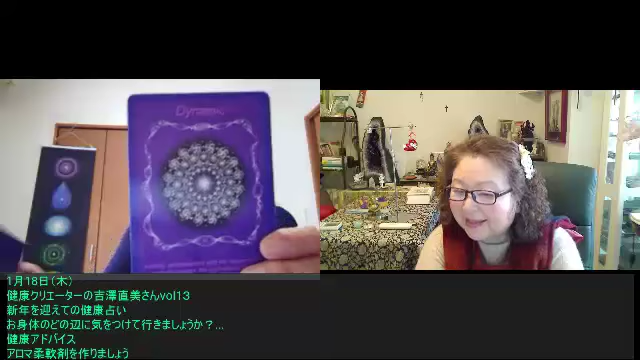 1月18日（木）
健康クリエーターの吉澤直美さんvol13
新年を迎えての健康占い
お身体のどの辺に気をつけて行きましょうか？...
健康アドバイス
アロマ柔軟剤を作りましょう